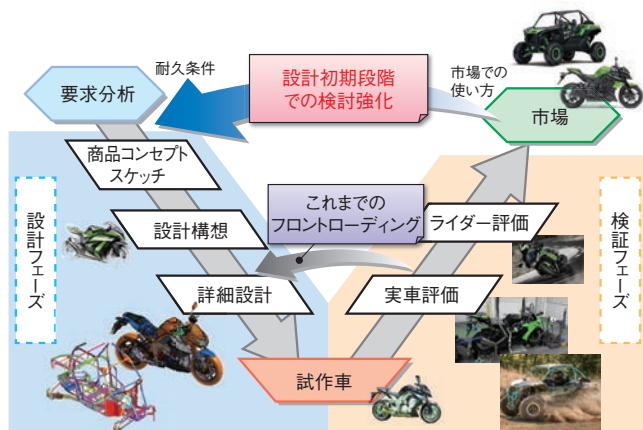 耐久条件
設計初期段階
での検討強化
市場での
使い方
要求分析
市場
商品コンセプト
スケッチ
これまでの
フロントローディング
設計構想
ライダー評価
設計フェーズ
検証フェーズ
詳細設計
実車評価
試作車